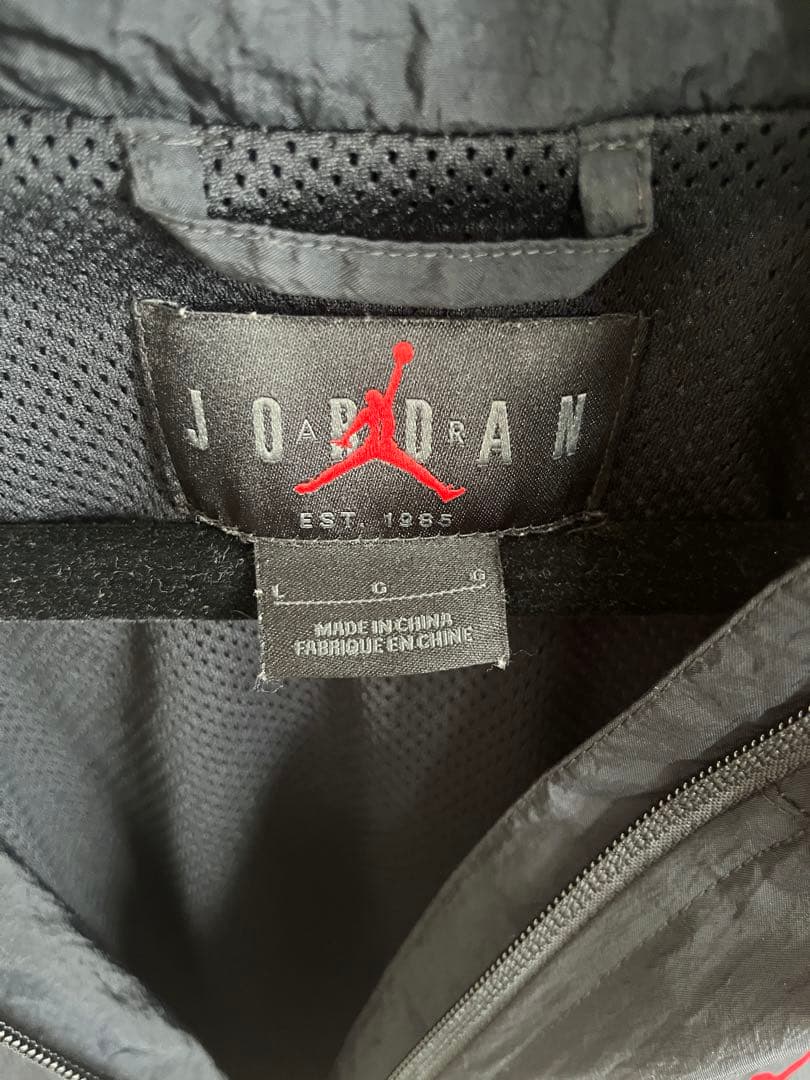 JORDAN
AIR
EST. 1985
L G G
MADE IN CHINA
FABRIQUE EN CHINE